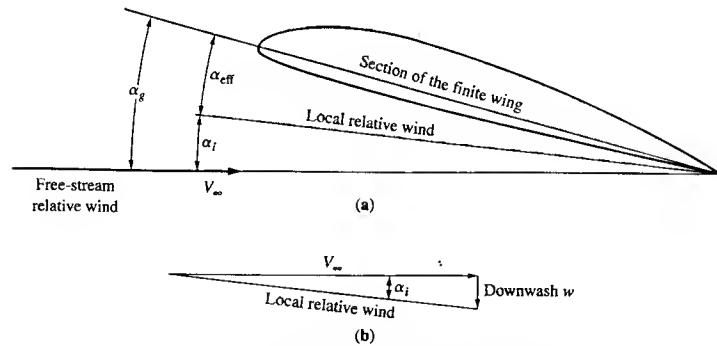 α_g
α_eff
α_i
Section of the finite wing
Local relative wind
Free-stream
relative wind
V_∞
(a)
V_∞
α_i
Downwash w
Local relative wind
(b)